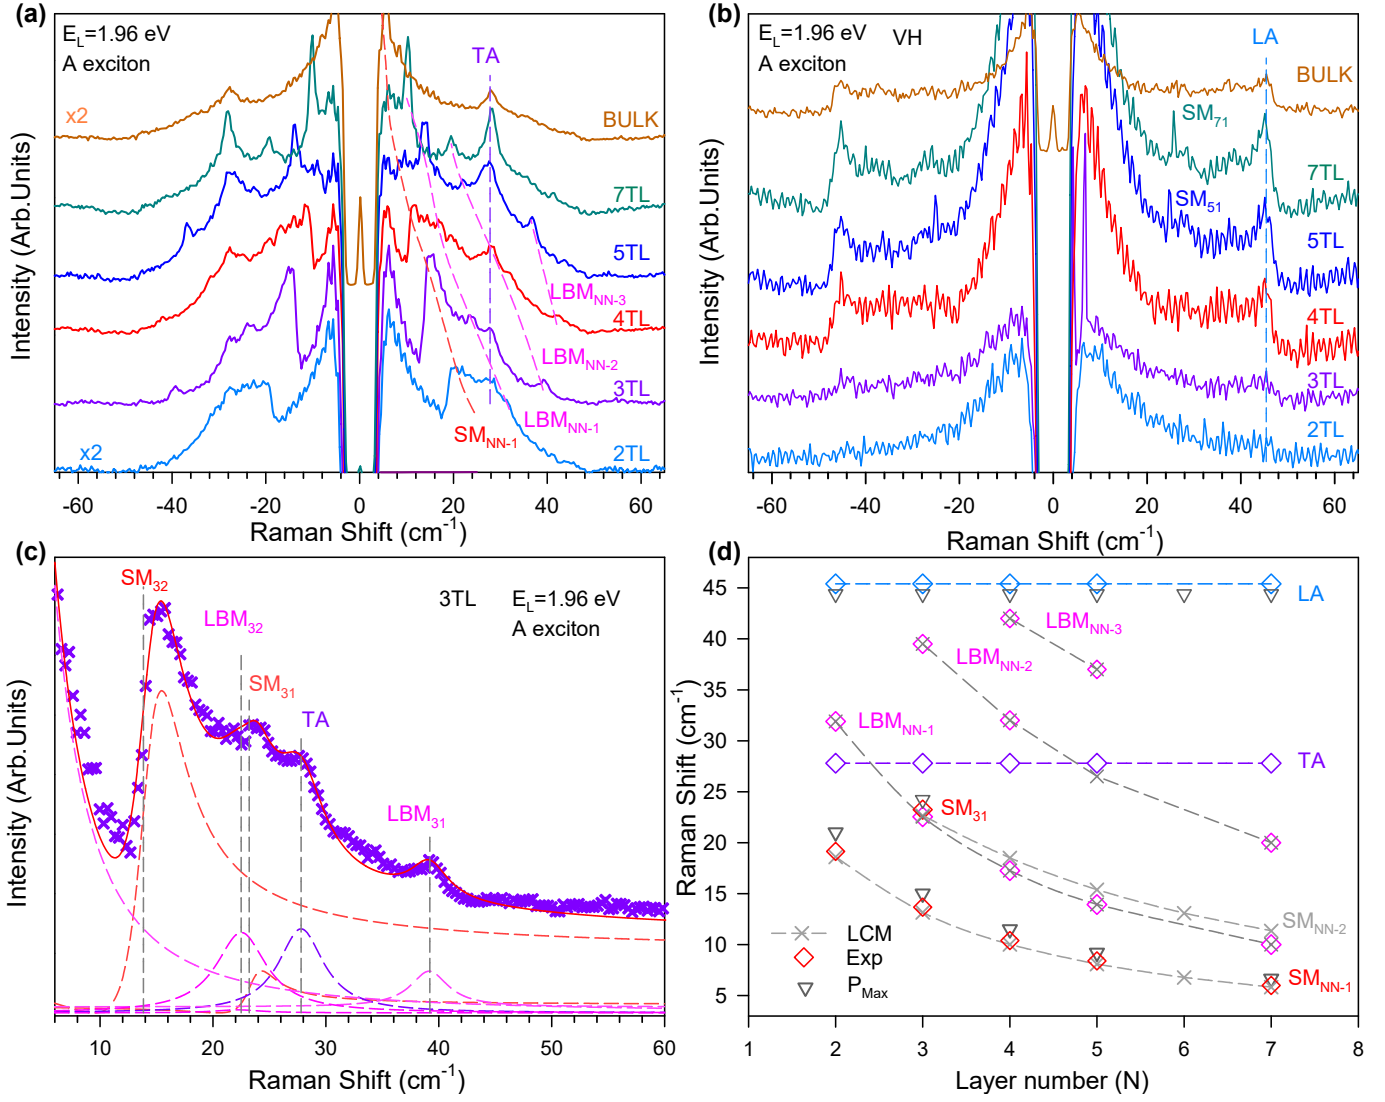 (a)
E_L=1.96 eV
A exciton
TA
x2
BULK
7TL
5TL
LBM_NN-3
4TL
LBM_NN-2
3TL
LBM_NN-1
SM_NN-1
x2
2TL
Intensity (Arb.Units)
-60 -40 -20 0 20 40 60
Raman Shift (cm⁻¹)
(b)
E_L=1.96 eV VH
A exciton
LA
BULK
SM_71
7TL
SM_51
5TL
4TL
3TL
2TL
Intensity (Arb.Units)
-60 -40 -20 0 20 40 60
Raman Shift (cm⁻¹)
(c)
SM_32
3TL E_L=1.96 eV
A exciton
LBM_32
SM_31
TA
LBM_31
Intensity (Arb.Units)
10 20 30 40 50 60
Raman Shift (cm⁻¹)
(d)
45
40
35
30
25
20
15
10
5
Raman Shift (cm⁻¹)
LA
LBM_NN-3
LBM_NN-2
LBM_NN-1
TA
SM_31
SM_NN-2
SM_NN-1
LCM
Exp
P_Max
1 2 3 4 5 6 7 8
Layer number (N)